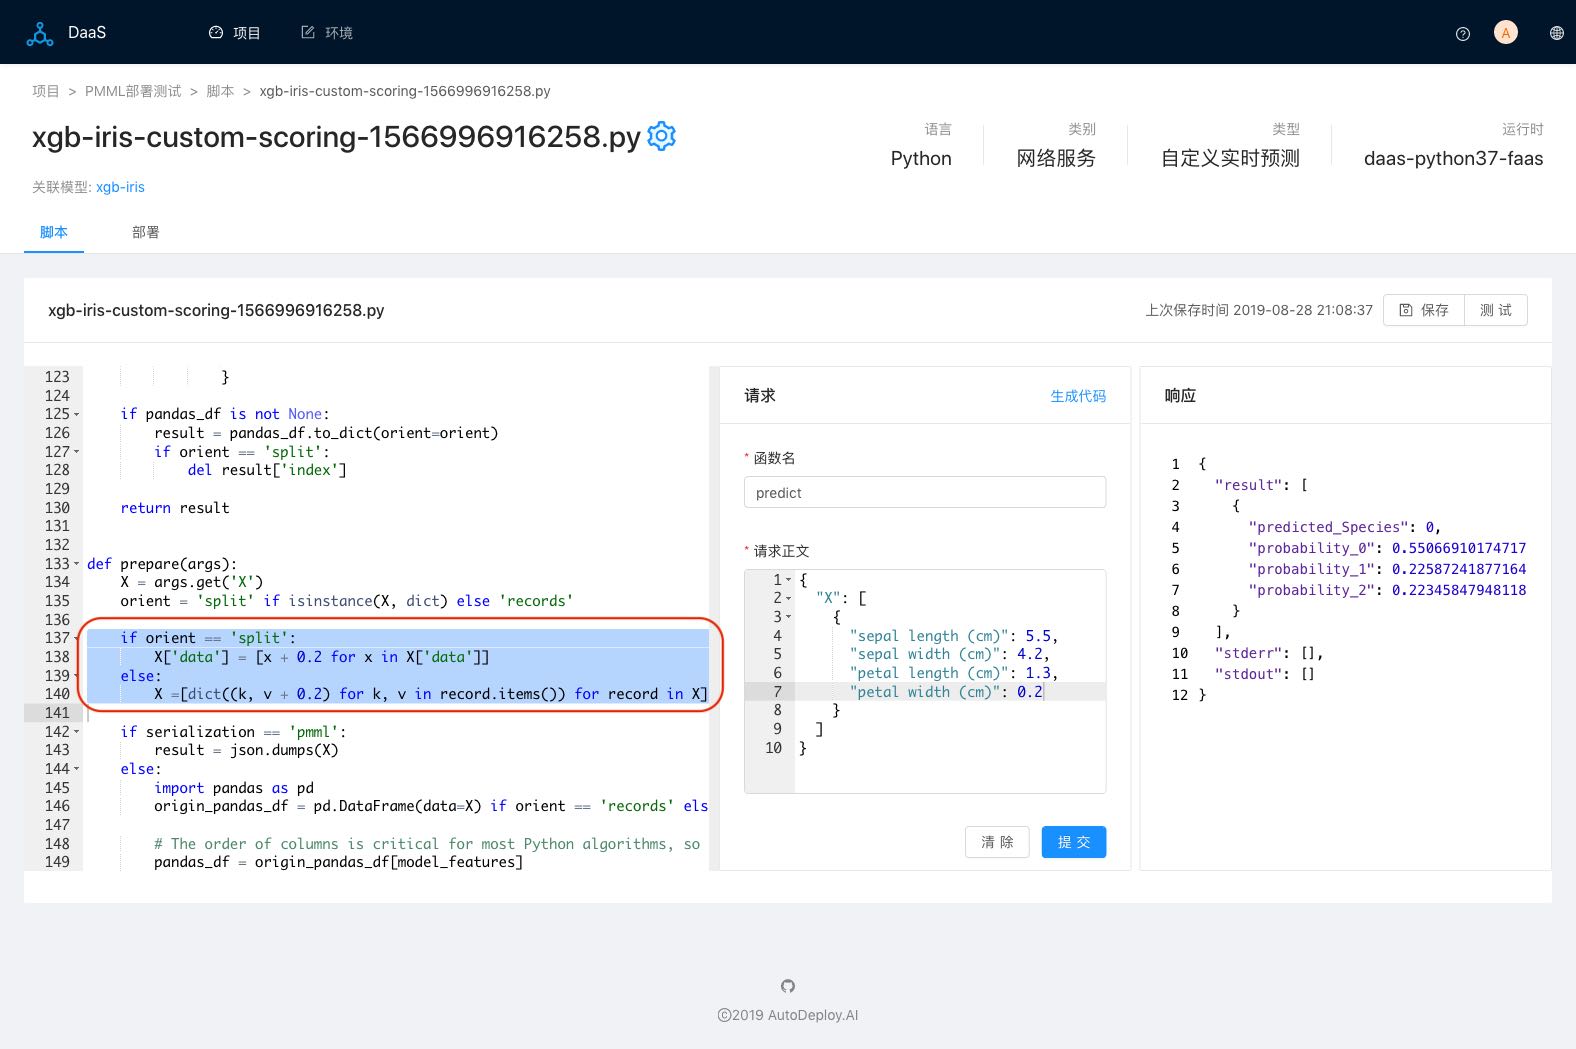 DaaS
项目
环境
A
项目 > PMML部署测试 > 脚本 > xgb-iris-custom-scoring-1566996916258.py
xgb-iris-custom-scoring-1566996916258.py
语言
Python
类别
网络服务
类型
自定义实时预测
运行时
daas-python37-faas
关联模型: xgb-iris
脚本
部署
xgb-iris-custom-scoring-1566996916258.py
上次保存时间 2019-08-28 21:08:37
保存
测 试
123 }
124
125 if pandas_df is not None:
126 result = pandas_df.to_dict(orient=orient)
127 if orient == 'split':
128 del result['index']
129
130 return result
131
132
133 def prepare(args):
134 X = args.get('X')
135 orient = 'split' if isinstance(X, dict) else 'records'
136
137 if orient == 'split':
138 X['data'] = [x + 0.2 for x in X['data']]
139 else:
140 X =[dict((k, v + 0.2) for k, v in record.items()) for record in X]
141
142 if serialization == 'pmml':
143 result = json.dumps(X)
144 else:
145 import pandas as pd
146 origin_pandas_df = pd.DataFrame(data=X) if orient == 'records' els
147
148 # The order of columns is critical for most Python algorithms, so
149 pandas_df = origin_pandas_df[model_features]
请求
生成代码
* 函数名
predict
* 请求正文
1 {
2 "X": [
3 {
4 "sepal length (cm)": 5.5,
5 "sepal width (cm)": 4.2,
6 "petal length (cm)": 1.3,
7 "petal width (cm)": 0.2
8 }
9 ]
10 }
清 除
提 交
响应
1 {
2 "result": [
3 {
4 "predicted_Species": 0,
5 "probability_0": 0.55066910174717
6 "probability_1": 0.22587241877164
7 "probability_2": 0.22345847948118
8 }
9 ],
10 "stderr": [],
11 "stdout": []
12 }
©2019 AutoDeploy.AI